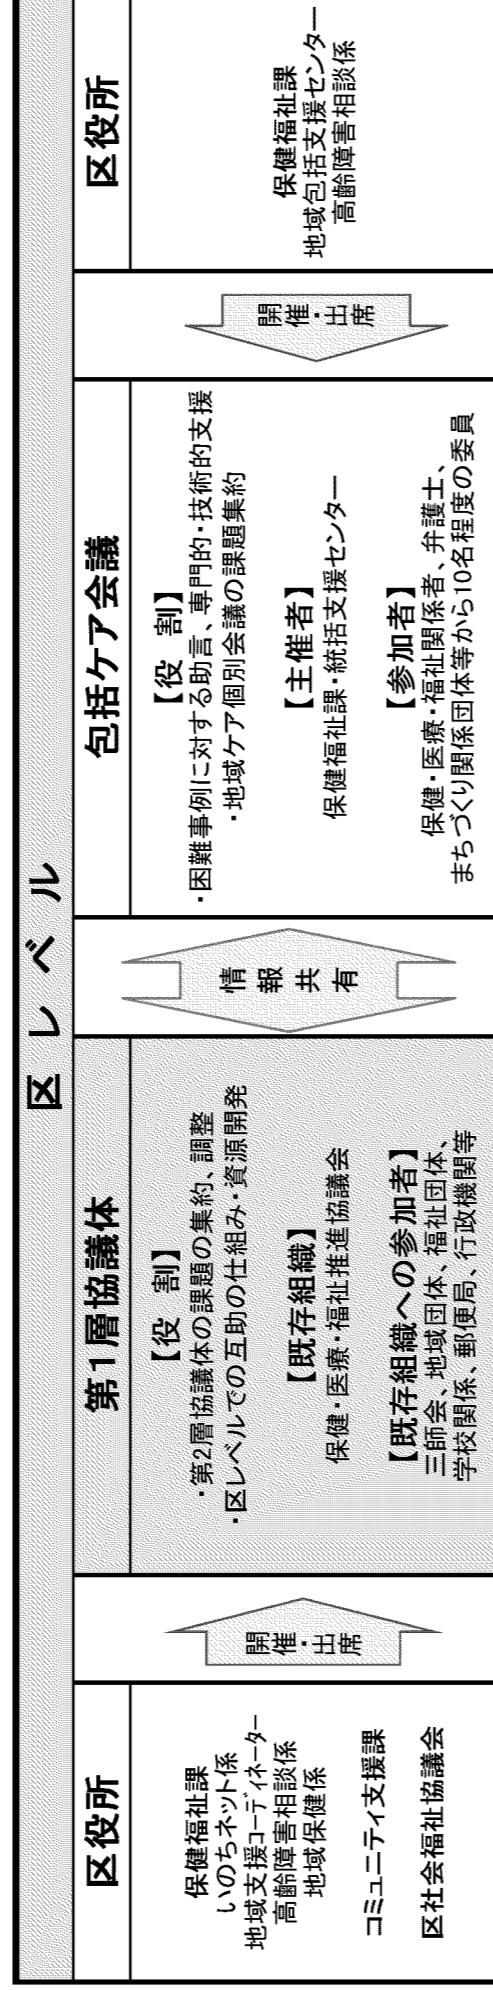 区 レ ベ ル
区役所
保健福祉課
いのちネット係
地域支援コーディネーター
高齢障害相談係
地域保健係
コミュニティ支援課
区社会福祉協議会
開催・出席
第1層協議体
【役 割】
・第2層協議体の課題の集約、調整
・区レベルでの互助の仕組み・資源開発
【既存組織】
保健・医療・福祉推進協議会
【既存組織への参加者】
三師会、地域団体、福祉団体、
学校関係、郵便局、行政機関等
情報共有
包括ケア会議
【役 割】
・困難事例に対する助言、専門的・技術的支援
・地域ケア個別会議の課題集約
【主催者】
保健福祉課・統括支援センター
【参加者】
保健・医療・福祉関係者、弁護士、
まちづくり関係団体等から10名程度の委員
開催・出席
区役所
保健福祉課
地域包括支援センター
高齢障害相談係